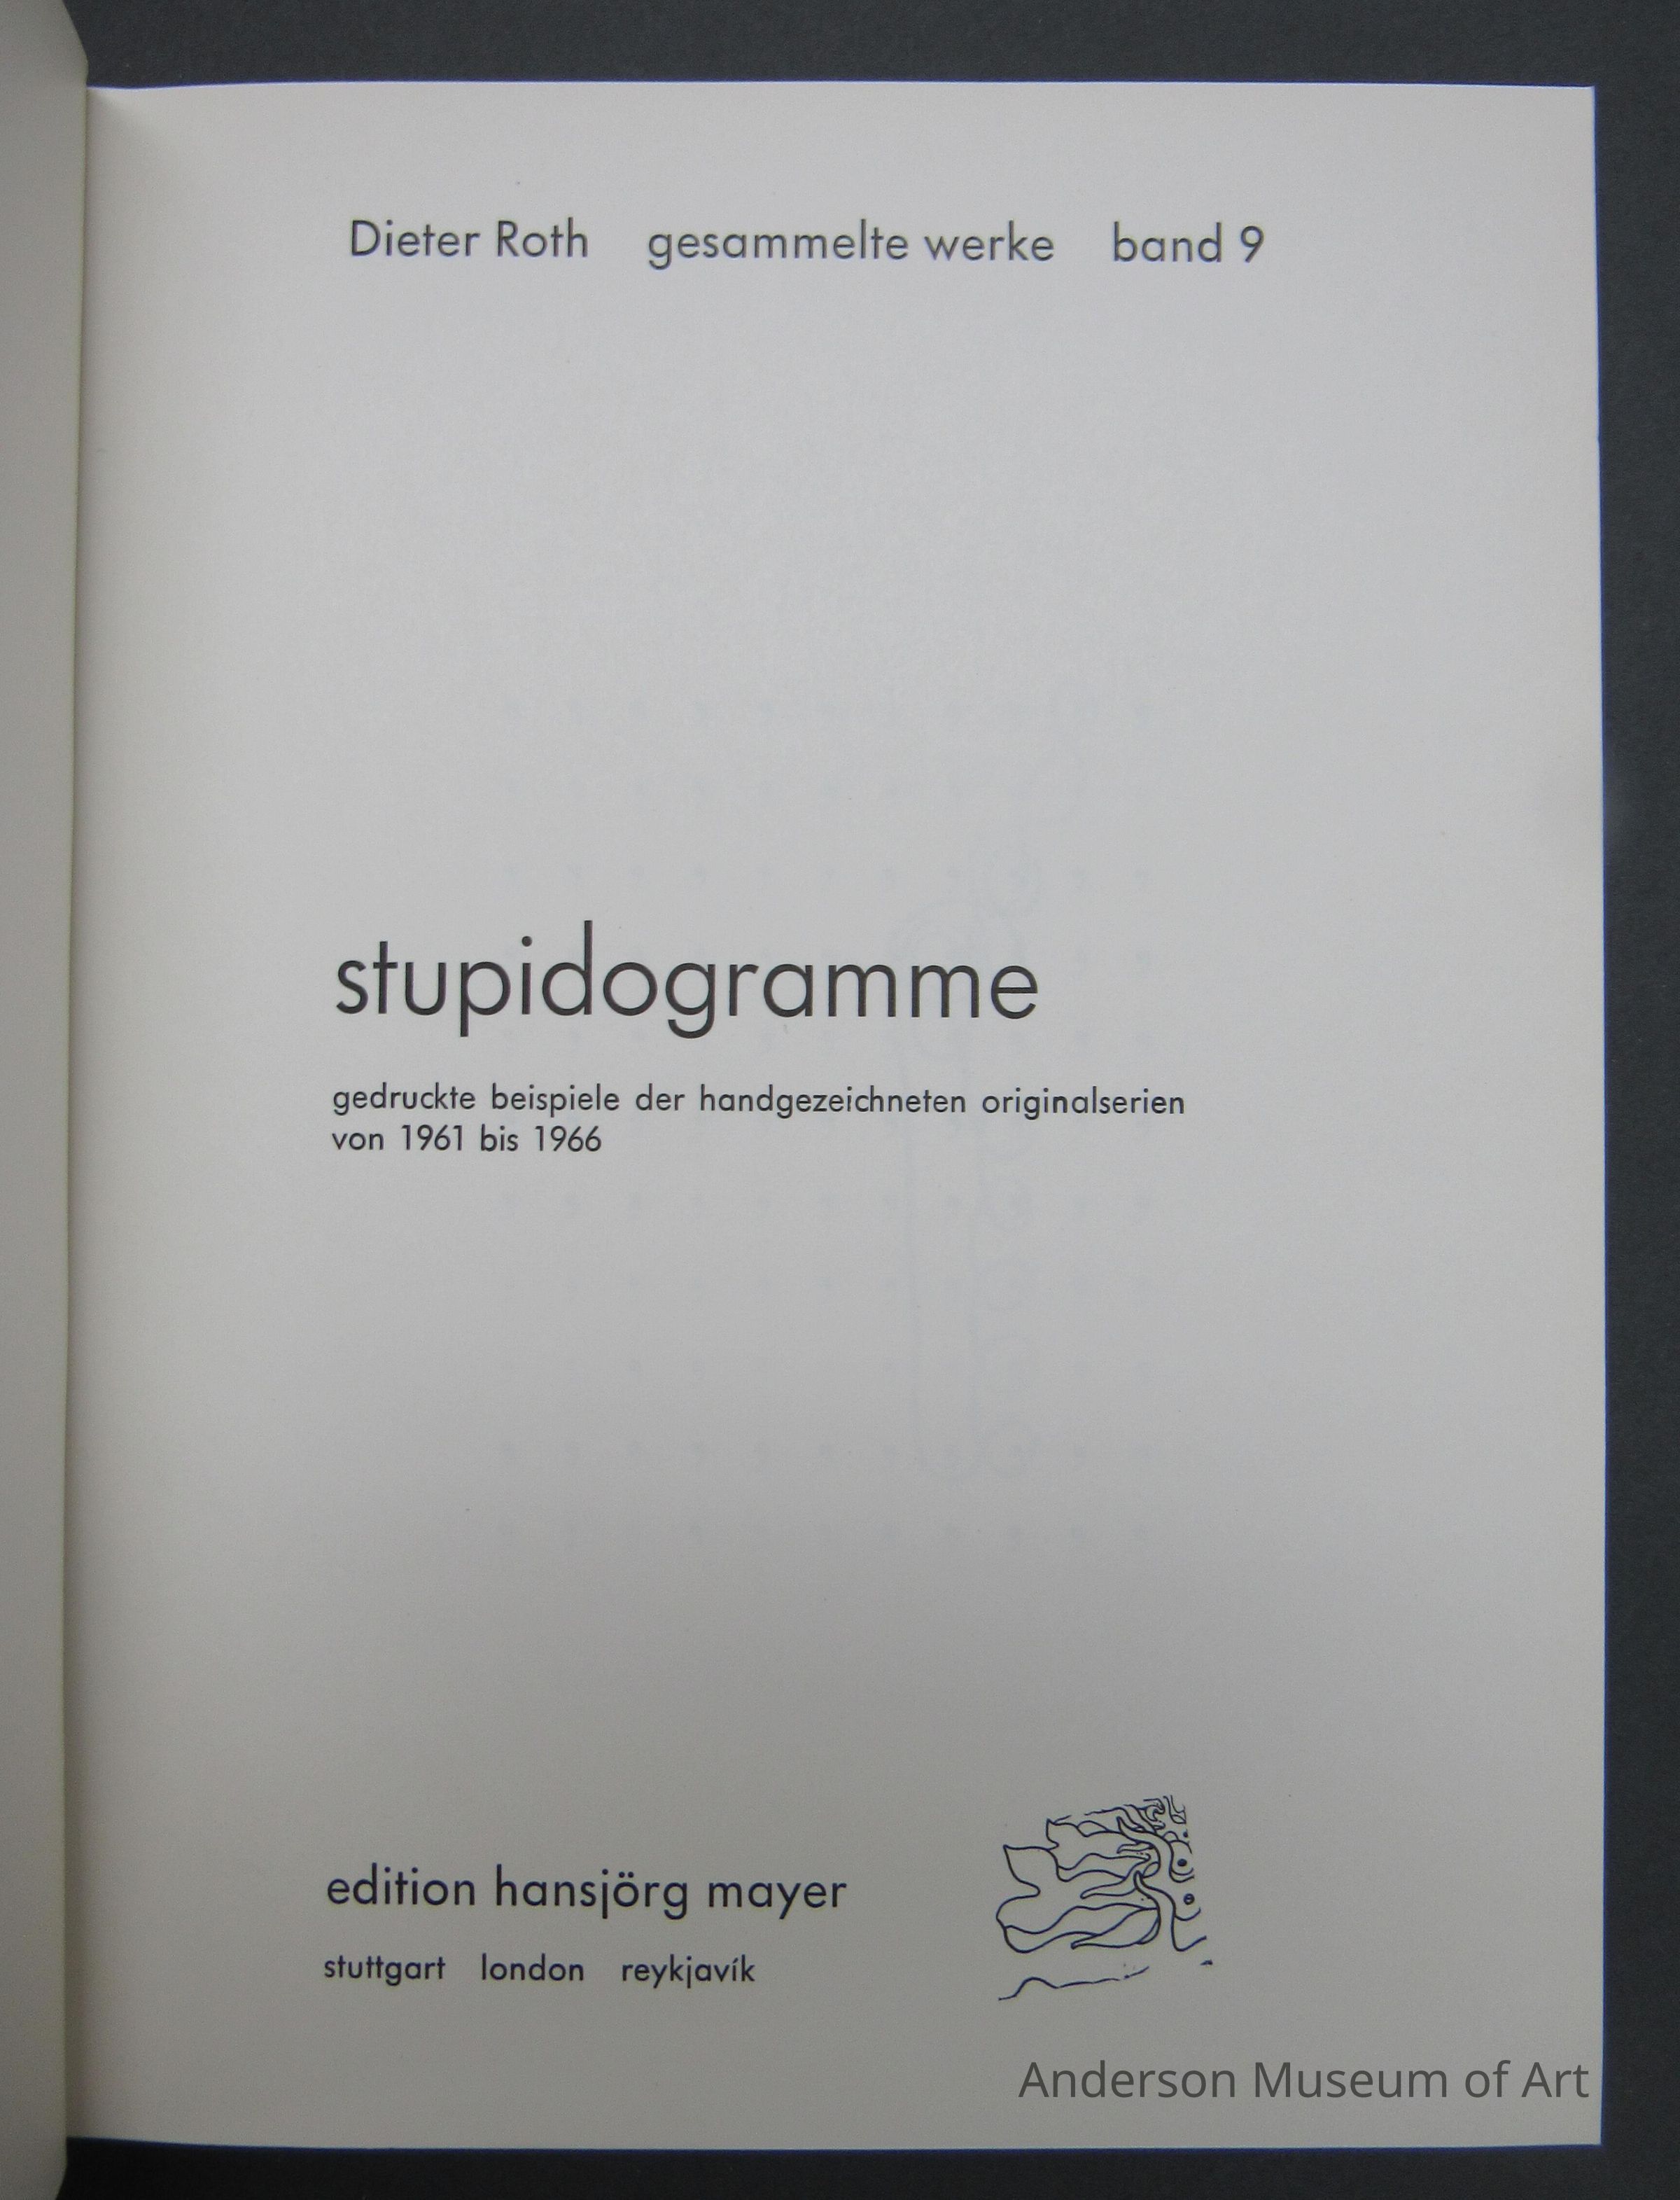 Dieter Roth gesammelte werke band 9
stupidogramme
gedruckte beispiele der handgezeichneten originalserien
von 1961 bis 1966
edition hansjörg mayer
stuttgart london reykjavík
Anderson Museum of Art